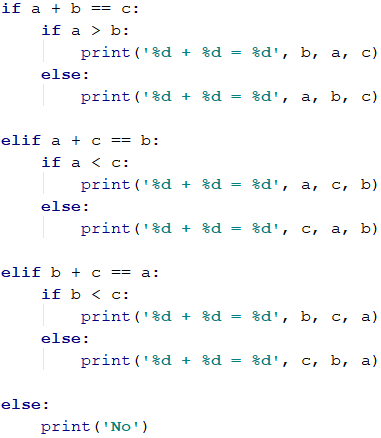 if a + b == c:
    if a > b:
        print('%d + %d = %d', b, a, c)
    else:
        print('%d + %d = %d', a, b, c)

elif a + c == b:
    if a < c:
        print('%d + %d = %d', a, c, b)
    else:
        print('%d + %d = %d', c, a, b)

elif b + c == a:
    if b < c:
        print('%d + %d = %d', b, c, a)
    else:
        print('%d + %d = %d', c, b, a)

else:
    print('No')